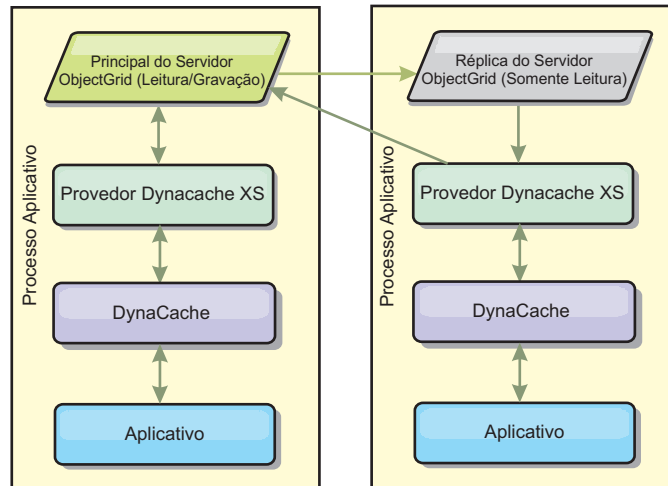 Principal do Servidor
ObjectGrid (Leitura/Gravação)
Processo Aplicativo
Provedor Dynacache XS
DynaCache
Aplicativo
Réplica do Servidor
ObjectGrid (Somente Leitura)
Processo Aplicativo
Provedor Dynacache XS
DynaCache
Aplicativo